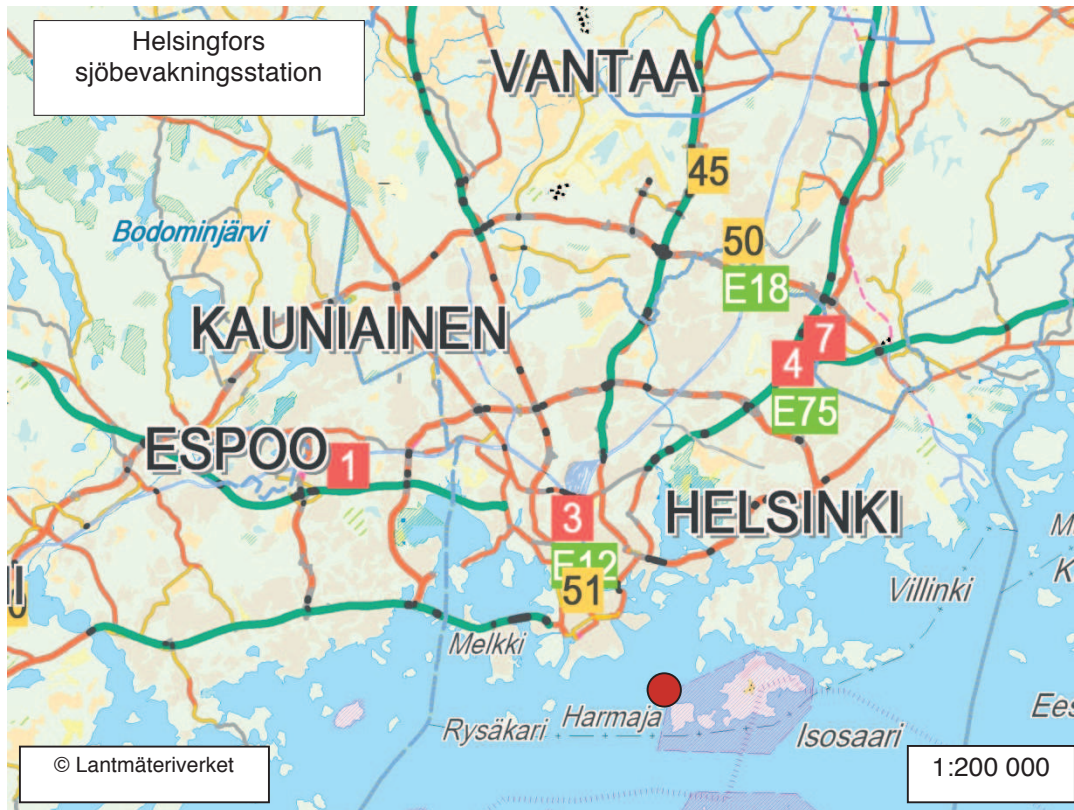 Helsingfors
sjöbevakningsstation
VANTAA
45
Bodominjärvi
50
E18
KAUNIAINEN
7
4
E75
ESPOO
1
3
HELSINKI
E12
51
Villinki
Melkki
Rysäkari
Harmaja
Isosaari
© Lantmäteriverket
1:200 000